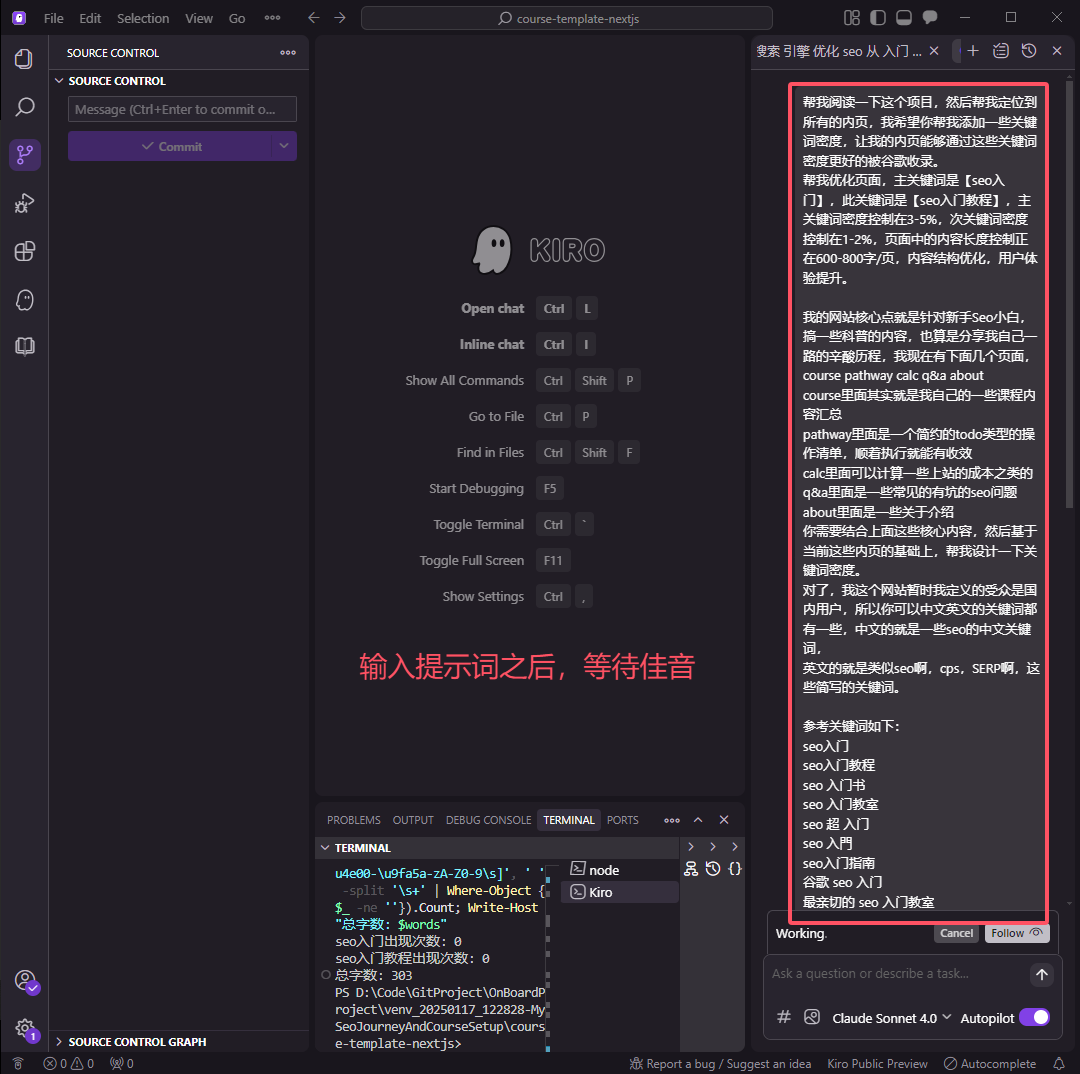 File Edit Selection View Go
course-template-nextjs
SOURCE CONTROL
SOURCE CONTROL
Message (Ctrl+Enter to commit o...
Commit
SOURCE CONTROL GRAPH
KIRO
Open chat Ctrl L
Inline chat Ctrl I
Show All Commands Ctrl Shift P
Go to File Ctrl P
Find in Files Ctrl Shift F
Start Debugging F5
Toggle Terminal Ctrl `
Toggle Full Screen F11
Show Settings Ctrl ,
输入提示词之后，等待佳音
PROBLEMS OUTPUT DEBUG CONSOLE TERMINAL PORTS
TERMINAL
u4e00-\u9fa5a-zA-Z0-9\s]', ' '
-split '\s+' | Where-Object {
$_ -ne ''}).Count; Write-Host
"总字数: $words"
seo入门出现次数: 0
seo入门教程出现次数: 0
总字数: 303
PS D:\Code\GitProject\OnBoardP
roject\venv_20250117_122828-My
SeoJourneyAndCourseSetup\cours
e-template-nextjs>
node
Kiro
搜索 引擎 优化 seo 从 入门 ...
帮我阅读一下这个项目，然后帮我定位到
所有的内页，我希望你帮我添加一些关键
词密度，让我的内页能够通过这些关键词
密度更好的被谷歌收录。
帮我优化页面，主关键词是【seo入
门】，此关键词是【seo入门教程】，主
关键词密度控制在3-5%，次关键词密度
控制在1-2%，页面中的内容长度控制正
在600-800字/页，内容结构优化，用户体
验提升。
我的网站核心点就是针对新手Seo小白，
搞一些科普的内容，也算是分享我自己一
路的辛酸历程，我现在有下面几个页面，
course pathway calc q&a about
course里面其实就是我自己的一些课程内
容汇总
pathway里面是一个简约的todo类型的操
作清单，顺着执行就能有收效
calc里面可以计算一些上站的成本之类的
q&a里面是一些常见的有坑的seo问题
about里面是一些关于介绍
你需要结合上面这些核心内容，然后基于
当前这些内页的基础上，帮我设计一下关
键词密度。
对了，我这个网站暂时我定义的受众是国
内用户，所以你可以中文英文的关键词都
有一些，中文的就是一些seo的中文关键
词，
英文的就是类似seo啊，cps，SERP啊，这
些简写的关键词。
参考关键词如下：
seo入门
seo入门教程
seo 入门书
seo 入门教室
seo 超 入门
seo 入門
seo入门指南
谷歌 seo 入门
最亲切的 seo 入门教室
Working.
Cancel
Follow
Ask a question or describe a task...
Claude Sonnet 4.0
Autopilot
1
0 0 0
Report a bug / Suggest an idea
Kiro Public Preview
Autocomplete